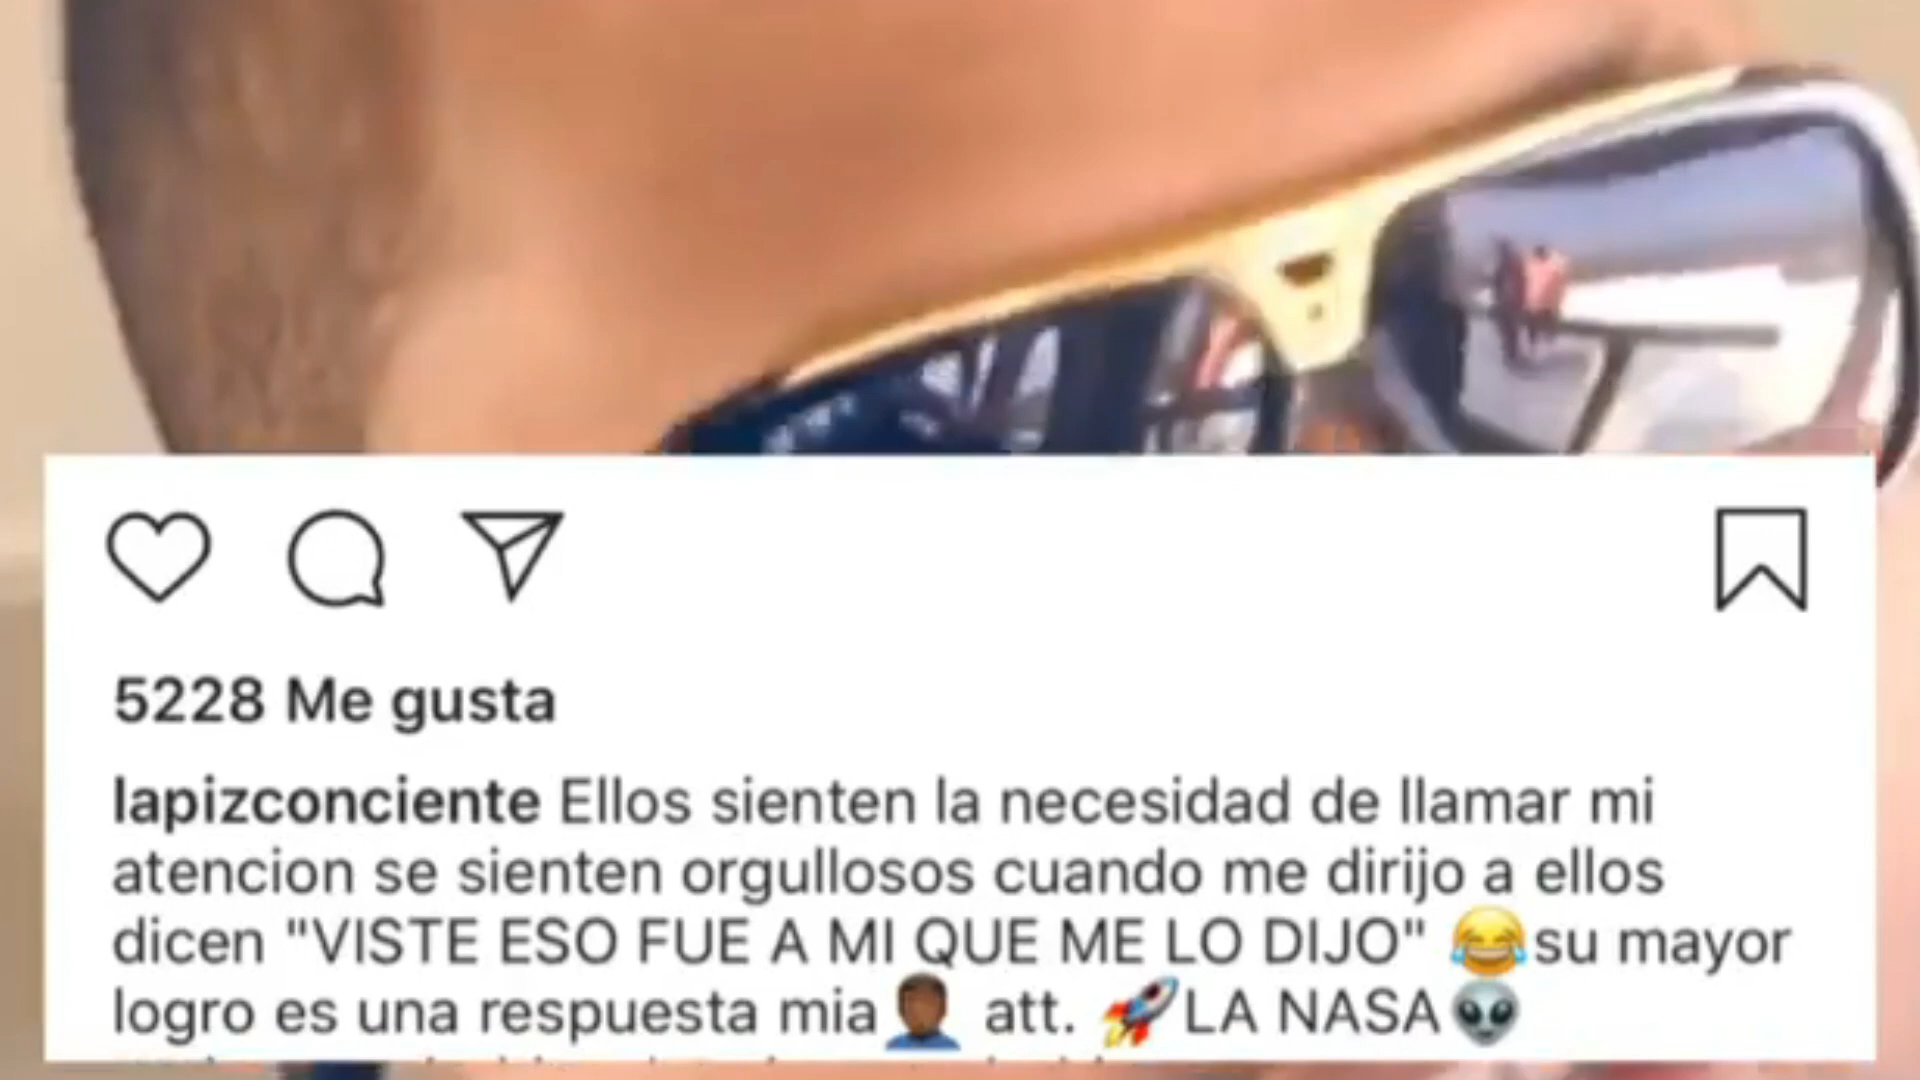 5228 Me gusta
lapizconciente Ellos sienten la necesidad de llamar mi
atencion se sienten orgullosos cuando me dirijo a ellos
dicen "VISTE ESO FUE A MI QUE ME LO DIJO" 😂su mayor
logro es una respuesta mia🤦🏾‍♂️ att. 🚀LA NASA👽